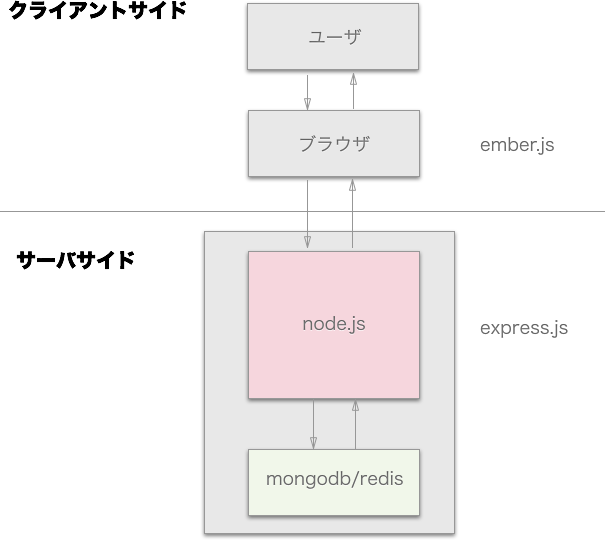 クライアントサイド
ユーザ
ブラウザ
ember.js
サーバサイド
node.js
express.js
mongodb/redis